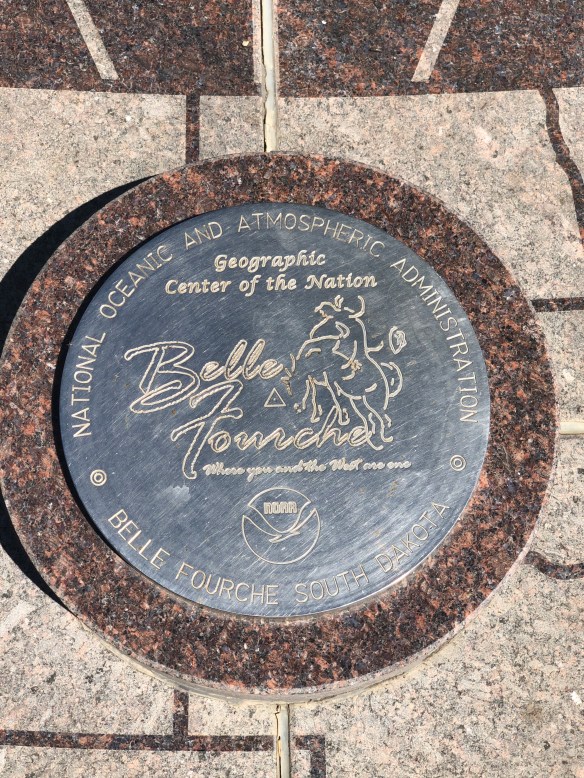 NATIONAL OCEANIC AND ATMOSPHERIC ADMINISTRATION
Geographic
Center of the Nation
Belle
Fourche
Where you and the West are one
NOAA
BELLE FOURCHE SOUTH DAKOTA